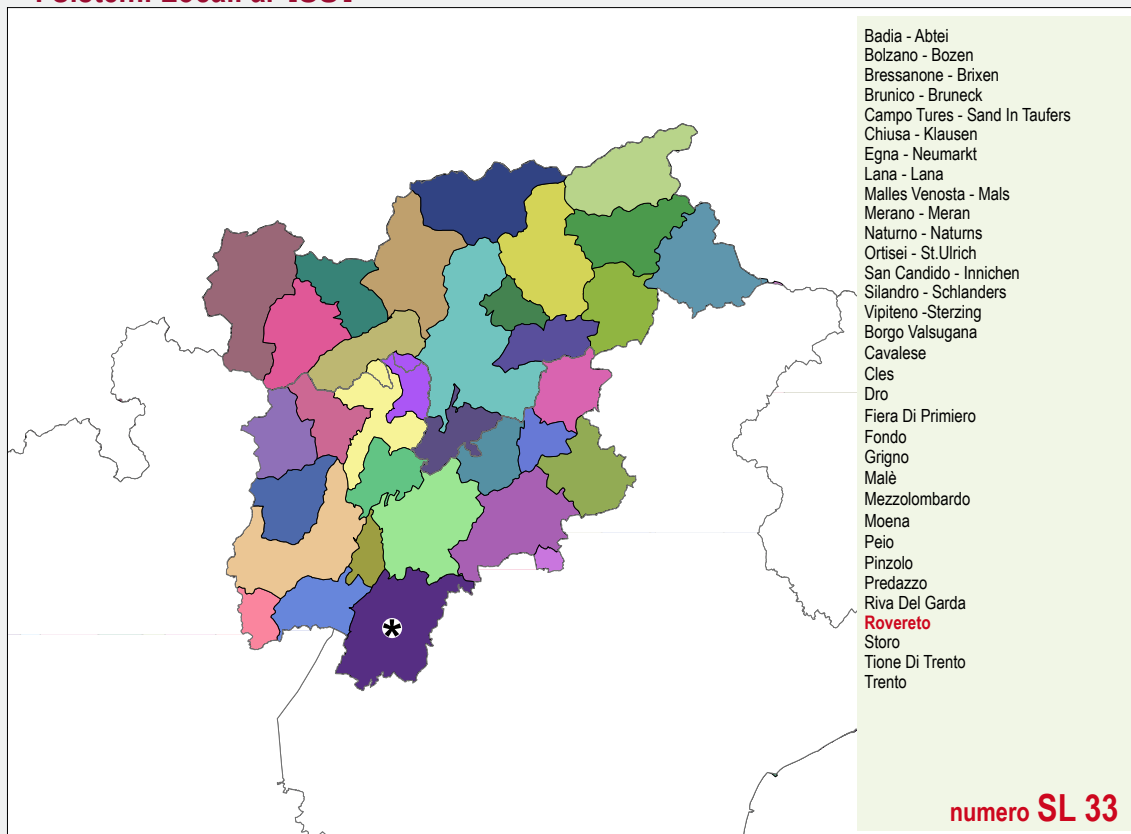 Badia - Abtei
Bolzano - Bozen
Bressanone - Brixen
Brunico - Bruneck
Campo Tures - Sand In Taufers
Chiusa - Klausen
Egna - Neumarkt
Lana - Lana
Malles Venosta - Mals
Merano - Meran
Naturno - Naturns
Ortisei - St.Ulrich
San Candido - Innichen
Silandro - Schlanders
Vipiteno -Sterzing
Borgo Valsugana
Cavalese
Cles
Dro
Fiera Di Primiero
Fondo
Grigno
Malè
Mezzolombardo
Moena
Peio
Pinzolo
Predazzo
Riva Del Garda
Rovereto
Storo
Tione Di Trento
Trento
*
numero SL 33